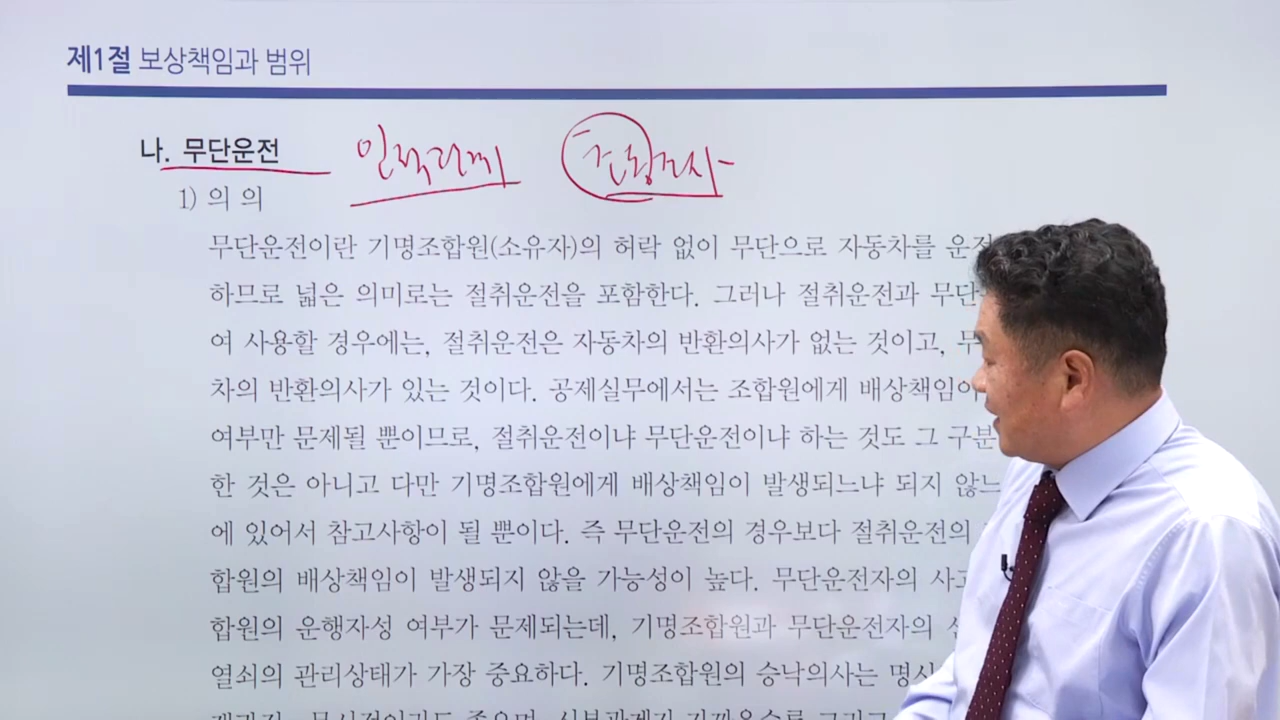 제1절 보상책임과 범위
나. 무단운전 인적관계
1) 의 의
무단운전이란 기명조합원(소유자)의 허락 없이 무단으로 자동차를 운전
하므로 넓은 의미로는 절취운전을 포함한다. 그러나 절취운전과 무단
여 사용할 경우에는, 절취운전은 자동차의 반환의사가 없는 것이고, 무
차의 반환의사가 있는 것이다. 공제실무에서는 조합원에게 배상책임이
여부만 문제될 뿐이므로, 절취운전이냐 무단운전이냐 하는 것도 그 구분
한 것은 아니고 다만 기명조합원에게 배상책임이 발생되느냐 되지 않느
에 있어서 참고사항이 될 뿐이다. 즉 무단운전의 경우보다 절취운전의
합원의 배상책임이 발생되지 않을 가능성이 높다. 무단운전자의 사고
합원의 운행자성 여부가 문제되는데, 기명조합원과 무단운전자의 신
열쇠의 관리상태가 가장 중요하다. 기명조합원의 승낙의사는 명시